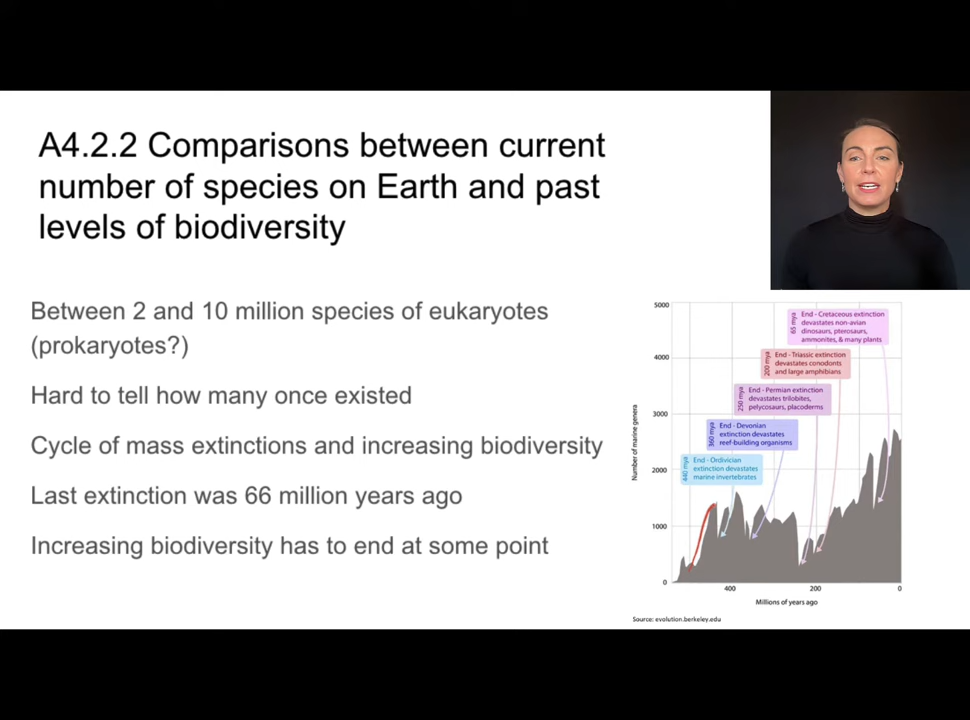 A4.2.2 Comparisons between current
number of species on Earth and past
levels of biodiversity
Between 2 and 10 million species of eukaryotes
(prokaryotes?)
Hard to tell how many once existed
Cycle of mass extinctions and increasing biodiversity
Last extinction was 66 million years ago
Increasing biodiversity has to end at some point
5000
4000
3000
2000
1000
0
Number of marine genera
65 mya
End - Cretaceous extinction
devastates non-avian
dinosaurs, pterosaurs,
ammonites, & many plants
200 mya
End - Triassic extinction
devastates conodonts
and large amphibians
250 mya
End - Permian extinction
devastates trilobites,
pelycosaurs, placoderms
360 mya
End - Devonian
extinction devastates
reef-building organisms
440 mya
End - Ordivician
extinction devastates
marine invertebrates
400
200
0
Millions of years ago
Source: evolution.berkeley.edu